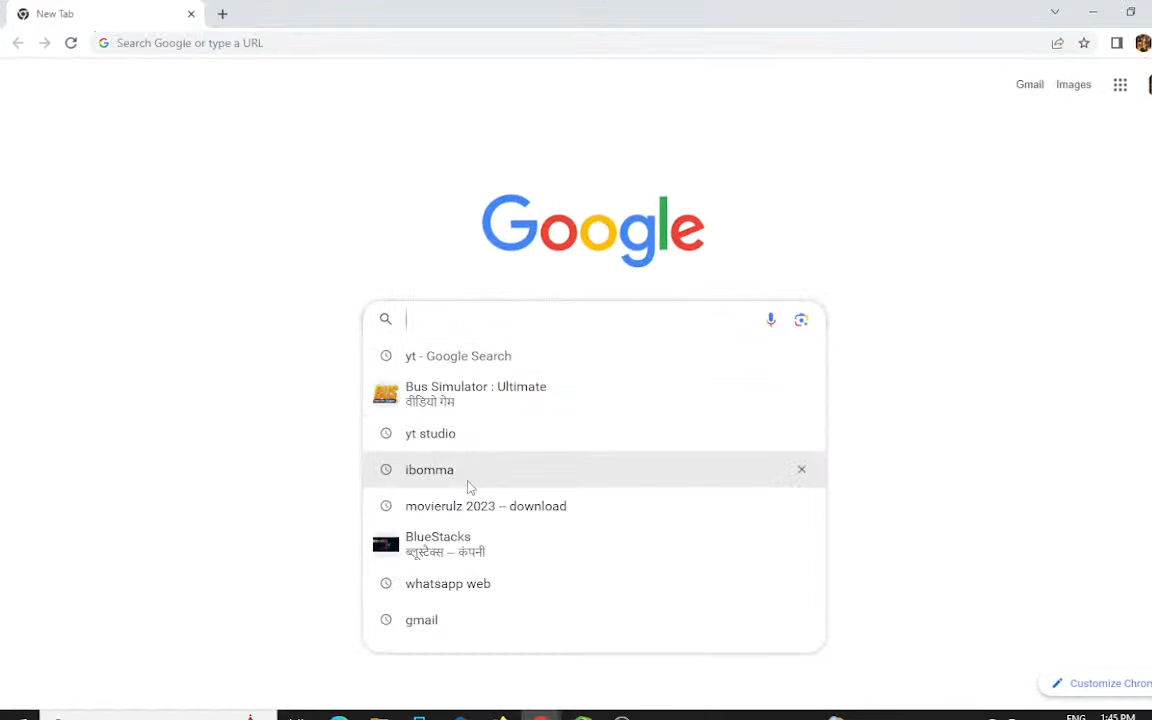 New Tab
Search Google or type a URL
Gmail Images
Google
yt - Google Search
Bus Simulator : Ultimate
वीडियो गेम
yt studio
ibomma
movierulz 2023 -- download
BlueStacks
ब्लूस्टैक्स — कंपनी
whatsapp web
gmail
Customize Chrom
ENG 1:45 PM